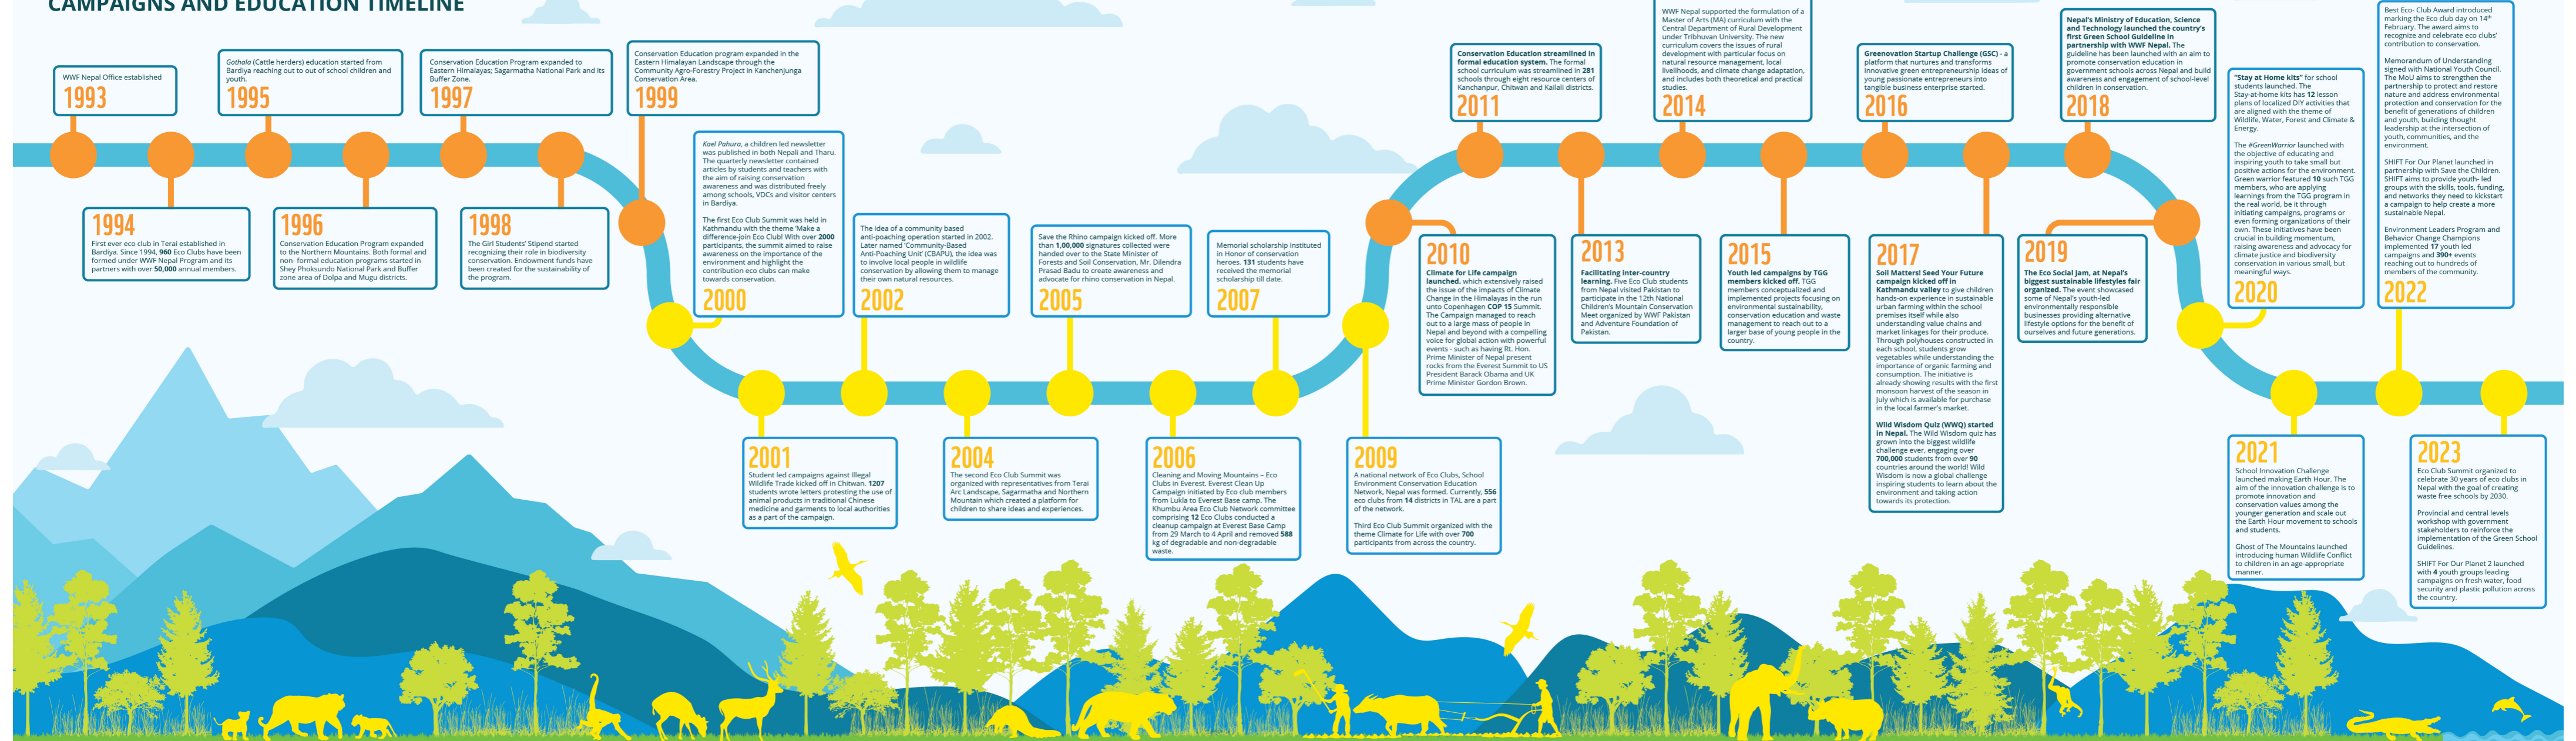 CAMPAIGNS AND EDUCATION TIMELINE
WWF Nepal Office established
1993
1994
First ever eco club in Terai established in
Bardiya. Since 1994, 960 Eco Clubs have been
formed under WWF Nepal Program and its
partners with over 50,000 annual members.
Gothala (Cattle herders) education started from
Bardiya reaching out to out of school children and
youth.
1995
1996
Conservation Education Program expanded
to the Northern Mountains. Both formal and
non- formal education programs started in
Shey Phoksundo National Park and Buffer
zone area of Dolpa and Mugu districts.
Conservation Education Program expanded to
Eastern Himalayas; Sagarmatha National Park and its
Buffer Zone.
1997
1998
The Girl Students' Stipend started
recognizing their role in biodiversity
conservation. Endowment funds have
been created for the sustainability of
the program.
Conservation Education program expanded in the
Eastern Himalayan Landscape through the
Community Agro-Forestry Project in Kanchenjunga
Conservation Area.
1999
Kael Pahura, a children led newsletter
was published in both Nepali and Tharu.
The quarterly newsletter contained
articles by students and teachers with
the aim of raising conservation
awareness and was distributed freely
among schools, VDCs and visitor centers
in Bardiya.
The first Eco Club Summit was held in
Kathmandu with the theme 'Make a
difference-join Eco Club! With over 2000
participants, the summit aimed to raise
awareness on the importance of the
environment and highlight the
contribution eco clubs can make
towards conservation.
2000
2001
Student led campaigns against Illegal
Wildlife Trade kicked off in Chitwan. 1207
students wrote letters protesting the use of
animal products in traditional Chinese
medicine and garments to local authorities
as a part of the campaign.
The idea of a community based
anti-poaching operation started in 2002.
Later named 'Community-Based
Anti-Poaching Unit' (CBAPU), the idea was
to involve local people in wildlife
conservation by allowing them to manage
their own natural resources.
2002
2004
The second Eco Club Summit was
organized with representatives from Terai
Arc Landscape, Sagarmatha and Northern
Mountain which created a platform for
children to share ideas and experiences.
Save the Rhino campaign kicked off. More
than 1,00,000 signatures collected were
handed over to the State Minister of
Forests and Soil Conservation, Mr. Dilendra
Prasad Badu to create awareness and
advocate for rhino conservation in Nepal.
2005
2006
Cleaning and Moving Mountains – Eco
Clubs in Everest. Everest Clean Up
Campaign initiated by Eco club members
from Lukla to Everest Base camp. The
Khumbu Area Eco Club Network committee
comprising 12 Eco Clubs conducted a
cleanup campaign at Everest Base Camp
from 29 March to 4 April and removed 588
kg of degradable and non-degradable
waste.
Memorial scholarship instituted
in Honor of conservation
heroes. 131 students have
received the memorial
scholarship till date.
2007
2009
A national network of Eco Clubs, School
Environment Conservation Education
Network, Nepal was formed. Currently, 556
eco clubs from 14 districts in TAL are a part
of the network.
Third Eco Club Summit organized with the
theme Climate for Life with over 700
participants from across the country.
2010
Climate for Life campaign
launched. which extensively raised
the issue of the impacts of Climate
Change in the Himalayas in the run
unto Copenhagen COP 15 Summit.
The Campaign managed to reach
out to a large mass of people in
Nepal and beyond with a compelling
voice for global action with powerful
events - such as having Rt. Hon.
Prime Minister of Nepal present
rocks from the Everest Summit to US
President Barack Obama and UK
Prime Minister Gordon Brown.
Conservation Education streamlined in
formal education system. The formal
school curriculum was streamlined in 281
schools through eight resource centers of
Kanchanpur, Chitwan and Kailali districts.
2011
2013
Facilitating inter-country
learning. Five Eco Club students
from Nepal visited Pakistan to
participate in the 12th National
Children's Mountain Conservation
Meet organized by WWF Pakistan
and Adventure Foundation of
Pakistan.
WWF Nepal supported the formulation of a
Master of Arts (MA) curriculum with the
Central Department of Rural Development
under Tribhuvan University. The new
curriculum covers the issues of rural
development with particular focus on
natural resource management, local
livelihoods, and climate change adaptation,
and includes both theoretical and practical
studies.
2014
2015
Youth led campaigns by TGG
members kicked off. TGG
members conceptualized and
implemented projects focusing on
environmental sustainability,
conservation education and waste
management to reach out to a
larger base of young people in the
country.
Greenovation Startup Challenge (GSC) - a
platform that nurtures and transforms
innovative green entrepreneurship ideas of
young passionate entrepreneurs into
tangible business enterprise started.
2016
2017
Soil Matters! Seed Your Future
campaign kicked off in
Kathmandu valley to give children
hands-on experience in sustainable
urban farming within the school
premises itself while also
understanding value chains and
market linkages for their produce.
Through polyhouses constructed in
each school, students grow
vegetables while understanding the
importance of organic farming and
consumption. The initiative is
already showing results with the first
monsoon harvest of the season in
July which is available for purchase
in the local farmer's market.
Wild Wisdom Quiz (WWQ) started
in Nepal. The Wild Wisdom quiz has
grown into the biggest wildlife
challenge ever, engaging over
700,000 students from over 90
countries around the world! Wild
Wisdom is now a global challenge
inspiring students to learn about the
environment and taking action
towards its protection.
Nepal's Ministry of Education, Science
and Technology launched the country's
first Green School Guideline in
partnership with WWF Nepal. The
guideline has been launched with an aim to
promote conservation education in
government schools across Nepal and build
awareness and engagement of school-level
children in conservation.
2018
2019
The Eco Social Jam, at Nepal's
biggest sustainable lifestyles fair
organized. The event showcased
some of Nepal's youth-led
environmentally responsible
businesses providing alternative
lifestyle options for the benefit of
ourselves and future generations.
"Stay at Home kits" for school
students launched. The
Stay-at-home kits has 12 lesson
plans of localized DIY activities that
are aligned with the theme of
Wildlife, Water, Forest and Climate &
Energy.
The #GreenWarrior launched with
the objective of educating and
inspiring youth to take small but
positive actions for the environment.
Green warrior featured 10 such TGG
members, who are applying
learnings from the TGG program in
the real world, be it through
initiating campaigns, programs or
even forming organizations of their
own. These initiatives have been
crucial in building momentum,
raising awareness and advocacy for
climate justice and biodiversity
conservation in various small, but
meaningful ways.
2020
2021
School Innovation Challenge
launched making Earth Hour. The
aim of the innovation challenge is to
promote innovation and
conservation values among the
younger generation and scale out
the Earth Hour movement to schools
and students.
Ghost of The Mountains launched
introducing human Wildlife Conflict
to children in an age-appropriate
manner.
Best Eco- Club Award introduced
marking the Eco club day on 14th
February. The award aims to
recognize and celebrate eco clubs'
contribution to conservation.
Memorandum of Understanding
signed with National Youth Council.
The MoU aims to strengthen the
partnership to protect and restore
nature and address environmental
protection and conservation for the
benefit of generations of children
and youth, building thought
leadership at the intersection of
youth, communities, and the
environment.
SHIFT For Our Planet launched in
partnership with Save the Children.
SHIFT aims to provide youth- led
groups with the skills, tools, funding,
and networks they need to kickstart
a campaign to help create a more
sustainable Nepal.
Environment Leaders Program and
Behavior Change Champions
implemented 17 youth led
campaigns and 390+ events
reaching out to hundreds of
members of the community.
2022
2023
Eco Club Summit organized to
celebrate 30 years of eco clubs in
Nepal with the goal of creating
waste free schools by 2030.
Provincial and central levels
workshop with government
stakeholders to reinforce the
implementation of the Green School
Guidelines.
SHIFT For Our Planet 2 launched
with 4 youth groups leading
campaigns on fresh water, food
security and plastic pollution across
the country.